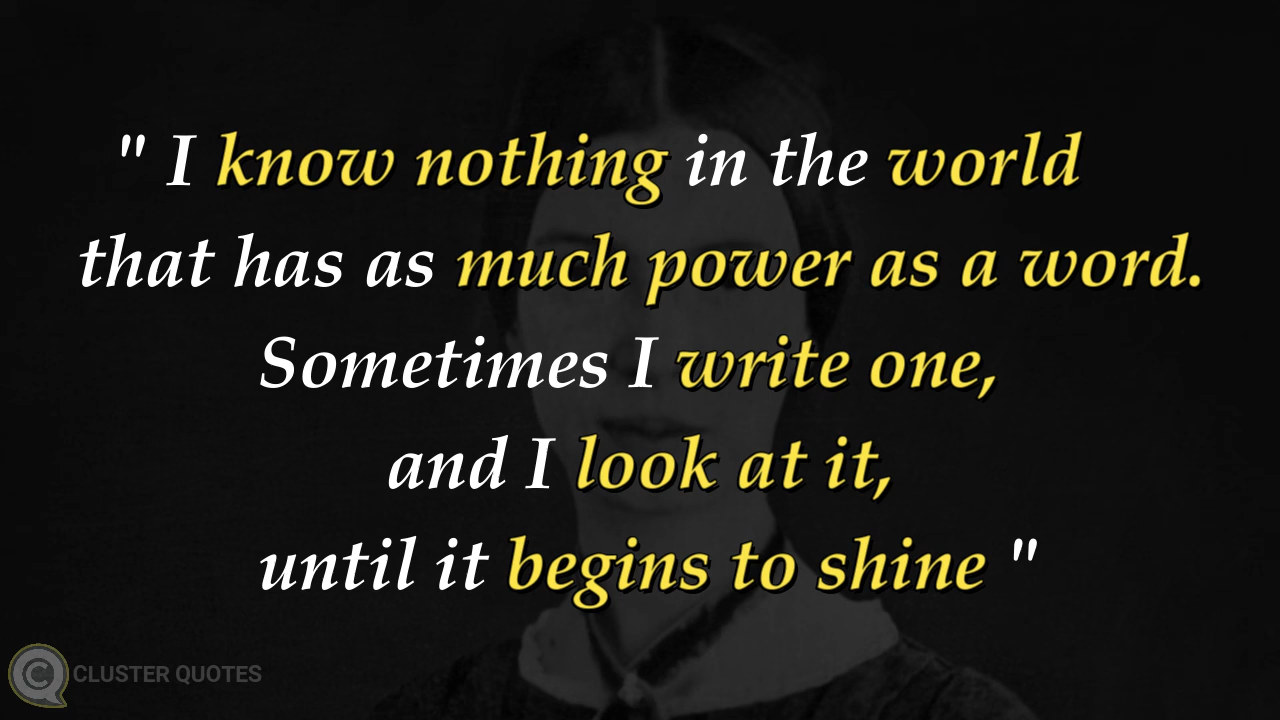 " I know nothing in the world
that has as much power as a word.
Sometimes I write one,
and I look at it,
until it begins to shine "
CLUSTER QUOTES